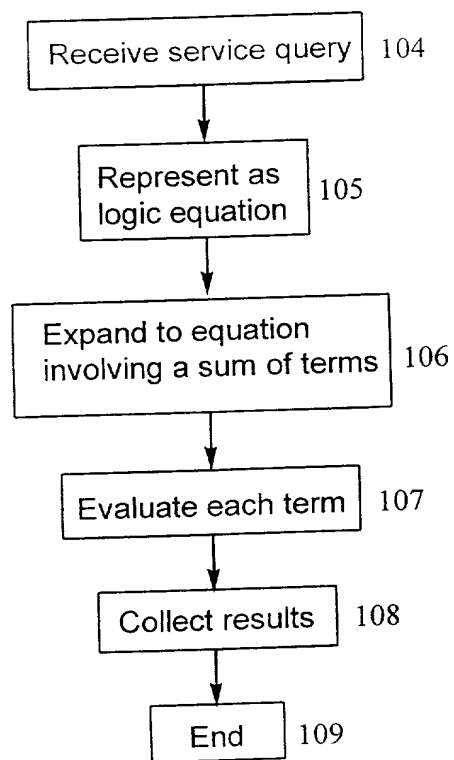 Receive service query 104
Represent as
logic equation 105
Expand to equation
involving a sum of terms 106
Evaluate each term 107
Collect results 108
End 109